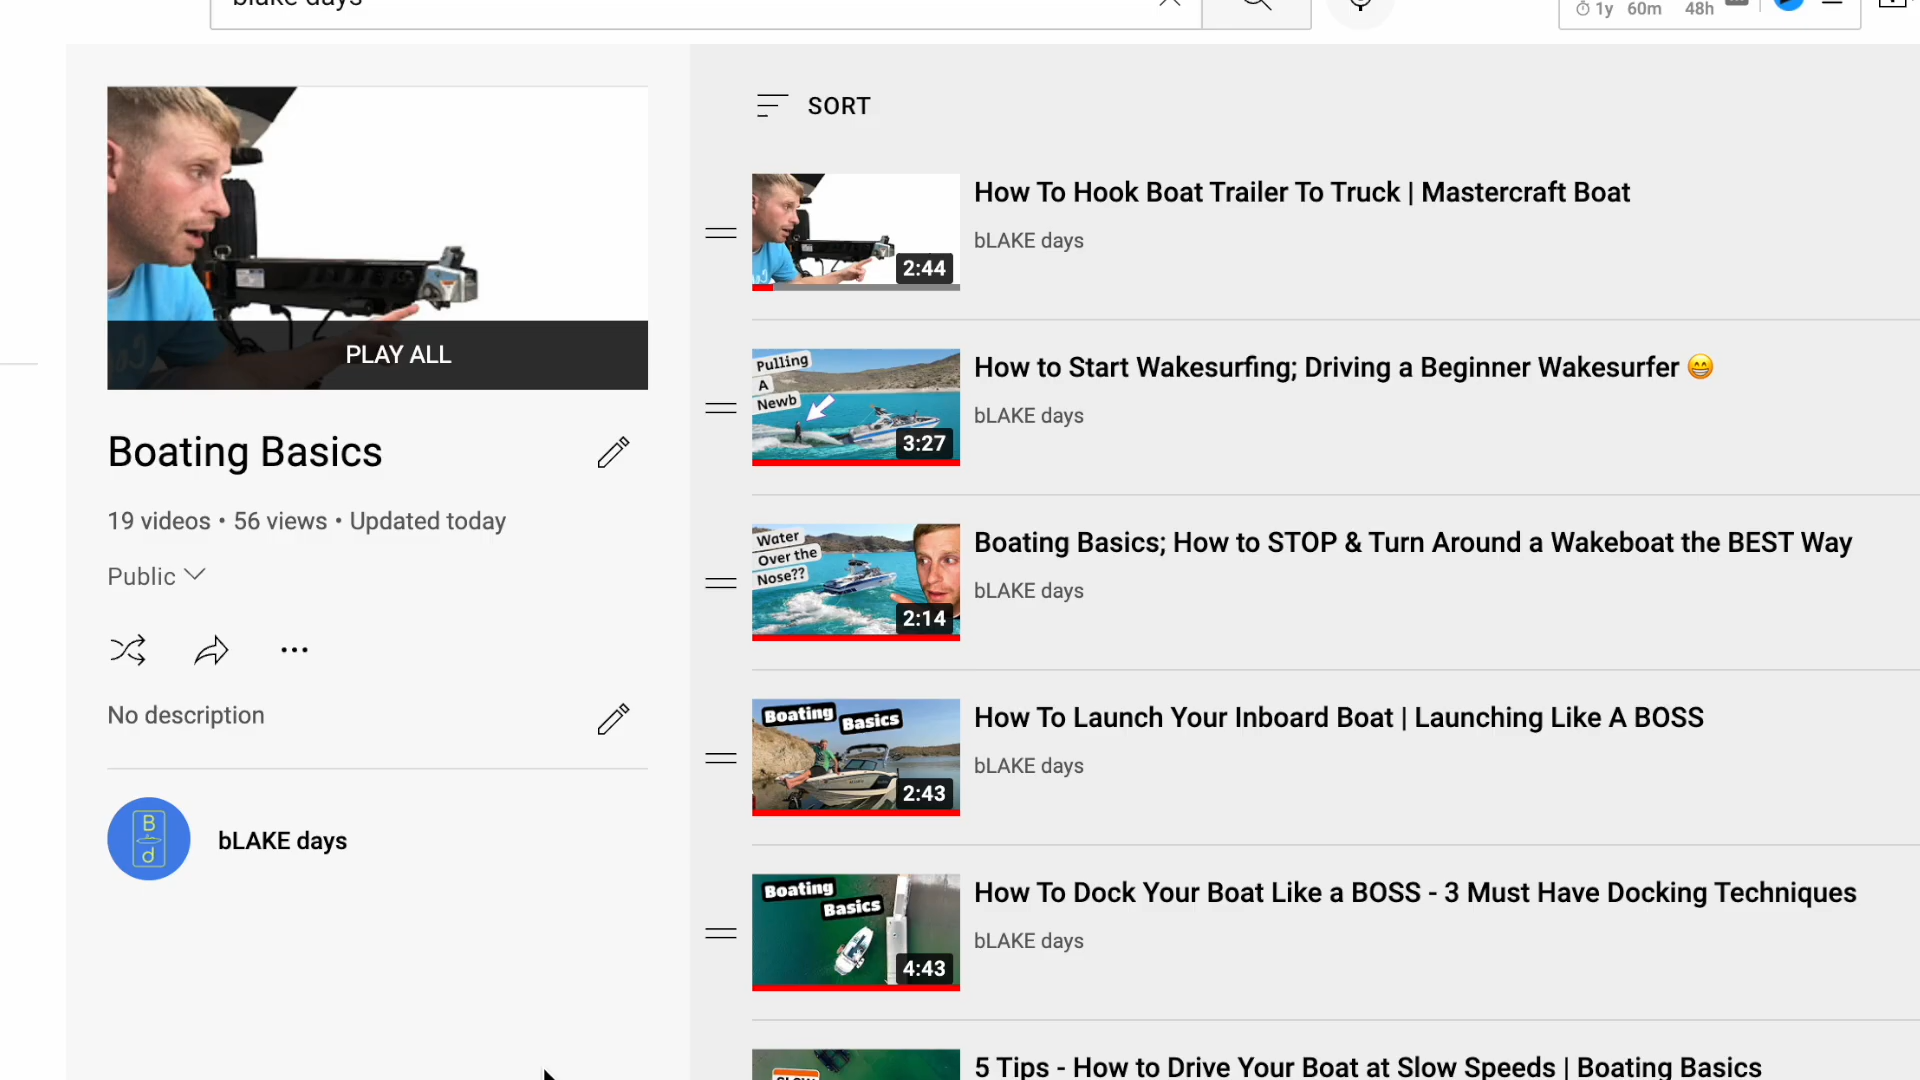 blake days
1y 60m 48h
PLAY ALL
Boating Basics
19 videos • 56 views • Updated today
Public
No description
B
d
bLAKE days
SORT
2:44
How To Hook Boat Trailer To Truck | Mastercraft Boat
bLAKE days
Pulling
A
Newb
3:27
How to Start Wakesurfing; Driving a Beginner Wakesurfer 😁
bLAKE days
Water
Over the
Nose??
2:14
Boating Basics; How to STOP & Turn Around a Wakeboat the BEST Way
bLAKE days
Boating
Basics
2:43
How To Launch Your Inboard Boat | Launching Like A BOSS
bLAKE days
Boating
Basics
4:43
How To Dock Your Boat Like a BOSS - 3 Must Have Docking Techniques
bLAKE days
5 Tips - How to Drive Your Boat at Slow Speeds | Boating Basics